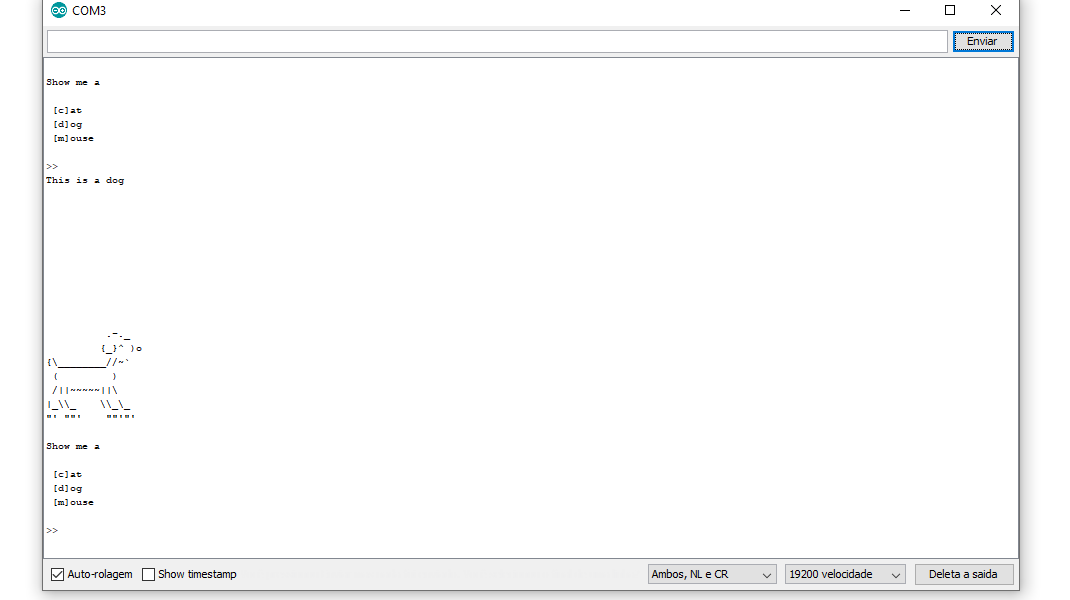 COM3
Enviar
Show me a
[c]at
[d]og
[m]ouse
>>
This is a dog
         .-._
        {_}^ )o
{\________//~`
 (         )
 /||~~~~~||\
|_\\_    \\_\_
"' ""'    ""'"'
Show me a
[c]at
[d]og
[m]ouse
>>
Auto-rolagem Show timestamp Ambos, NL e CR 19200 velocidade Deleta a saida